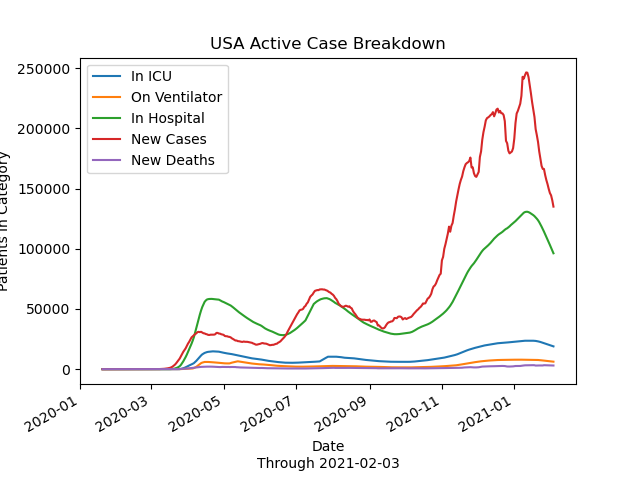 USA Active Case Breakdown
In ICU
On Ventilator
In Hospital
New Cases
New Deaths
Patients in Category
250000
200000
150000
100000
50000
0
2020-01
2020-03
2020-05
2020-07
2020-09
2020-11
2021-01
Date
Through 2021-02-03